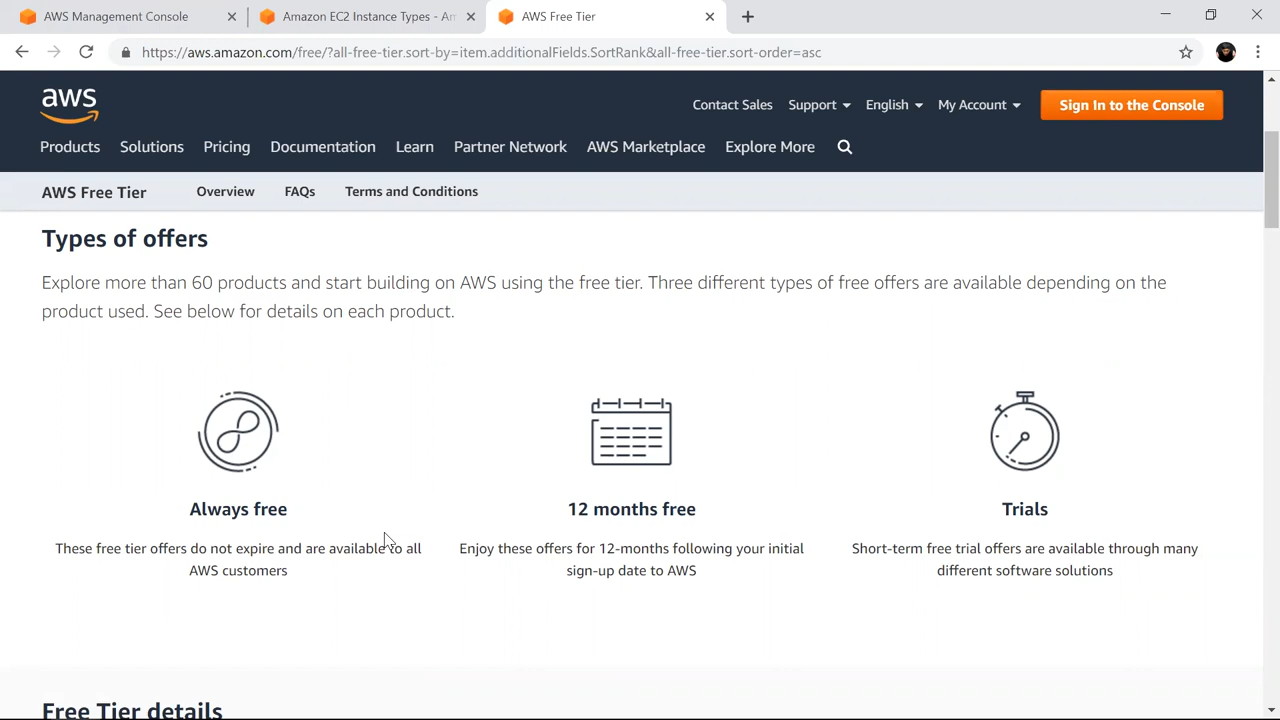 AWS Management Console
Amazon EC2 Instance Types - Am
AWS Free Tier
https://aws.amazon.com/free/?all-free-tier.sort-by=item.additionalFields.SortRank&all-free-tier.sort-order=asc
aws
Contact Sales Support English My Account Sign In to the Console
Products Solutions Pricing Documentation Learn Partner Network AWS Marketplace Explore More
AWS Free Tier Overview FAQs Terms and Conditions
Types of offers
Explore more than 60 products and start building on AWS using the free tier. Three different types of free offers are available depending on the
product used. See below for details on each product.
Always free
These free tier offers do not expire and are available to all
AWS customers
12 months free
Enjoy these offers for 12-months following your initial
sign-up date to AWS
Trials
Short-term free trial offers are available through many
different software solutions
Free Tier details